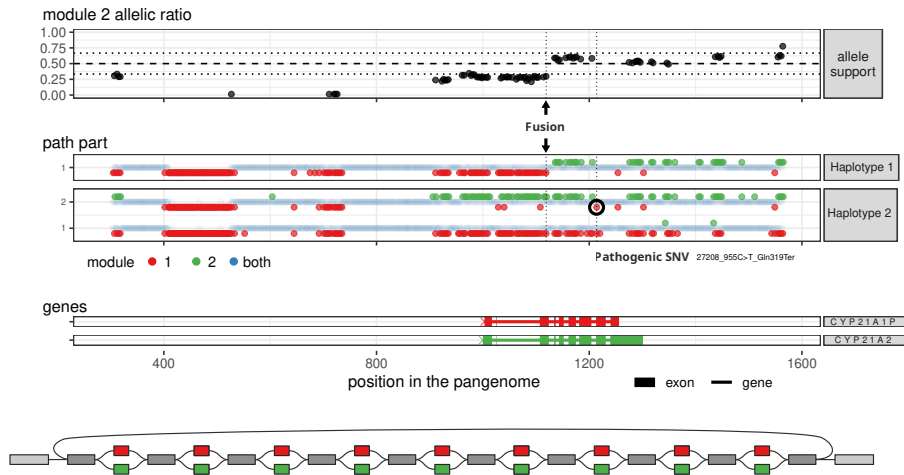 module 2 allelic ratio
1.00
0.75
0.50
0.25
0.00
allele
support
Fusion
path part
1
Haplotype 1
2
1
Haplotype 2
Pathogenic SNV 27208_955C>T_Gln319Ter
module 1 2 both
genes
CYP21A1P
CYP21A2
400 800 1200 1600
position in the pangenome
exon gene